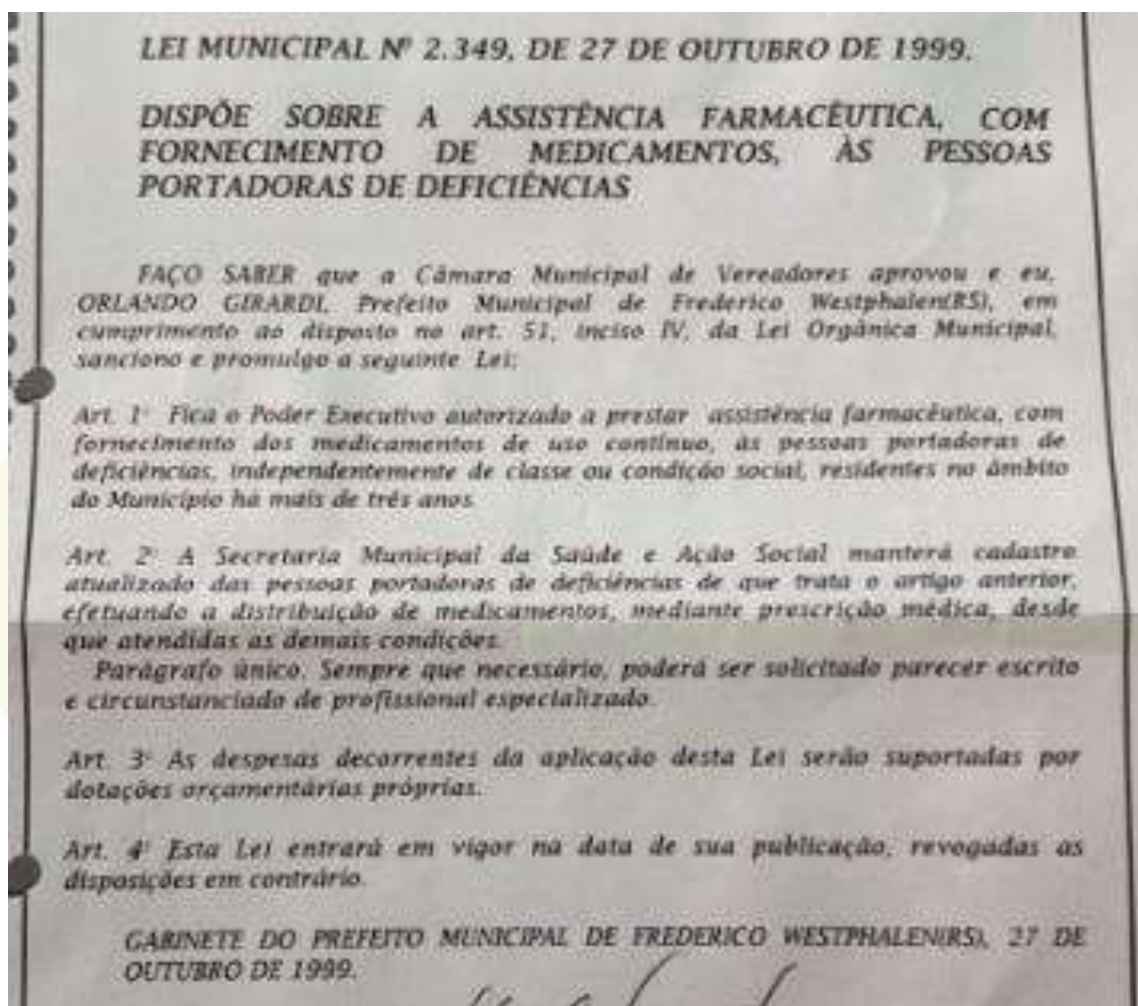 LEI MUNICIPAL Nº 2.349, DE 27 DE OUTUBRO DE 1999.
DISPÕE SOBRE A ASSISTÊNCIA FARMACÊUTICA, COM
FORNECIMENTO DE MEDICAMENTOS, ÀS PESSOAS
PORTADORAS DE DEFICIÊNCIAS
FAÇO SABER que a Câmara Municipal de Vereadores aprovou e eu,
ORLANDO GIRARDI, Prefeito Municipal de Frederico Westphalen(RS), em
cumprimento ao disposto no art. 51, inciso IV, da Lei Orgânica Municipal,
sanciono e promulgo a seguinte Lei;
Art. 1º Fica o Poder Executivo autorizado a prestar assistência farmacêutica, com
fornecimento dos medicamentos de uso contínuo, às pessoas portadoras de
deficiências, independentemente de classe ou condição social, residentes no âmbito
do Município há mais de três anos
Art. 2º A Secretaria Municipal da Saúde e Ação Social manterá cadastro
atualizado das pessoas portadoras de deficiências de que trata o artigo anterior,
efetuando a distribuição de medicamentos, mediante prescrição médica, desde
que atendidas as demais condições.
Parágrafo único. Sempre que necessário, poderá ser solicitado parecer escrito
e circunstanciado de profissional especializado.
Art. 3º As despesas decorrentes da aplicação desta Lei serão suportadas por
dotações orçamentárias próprias.
Art. 4º Esta Lei entrará em vigor na data de sua publicação, revogadas as
disposições em contrário.
GABINETE DO PREFEITO MUNICIPAL DE FREDERICO WESTPHALEN(RS), 27 DE
OUTUBRO DE 1999.